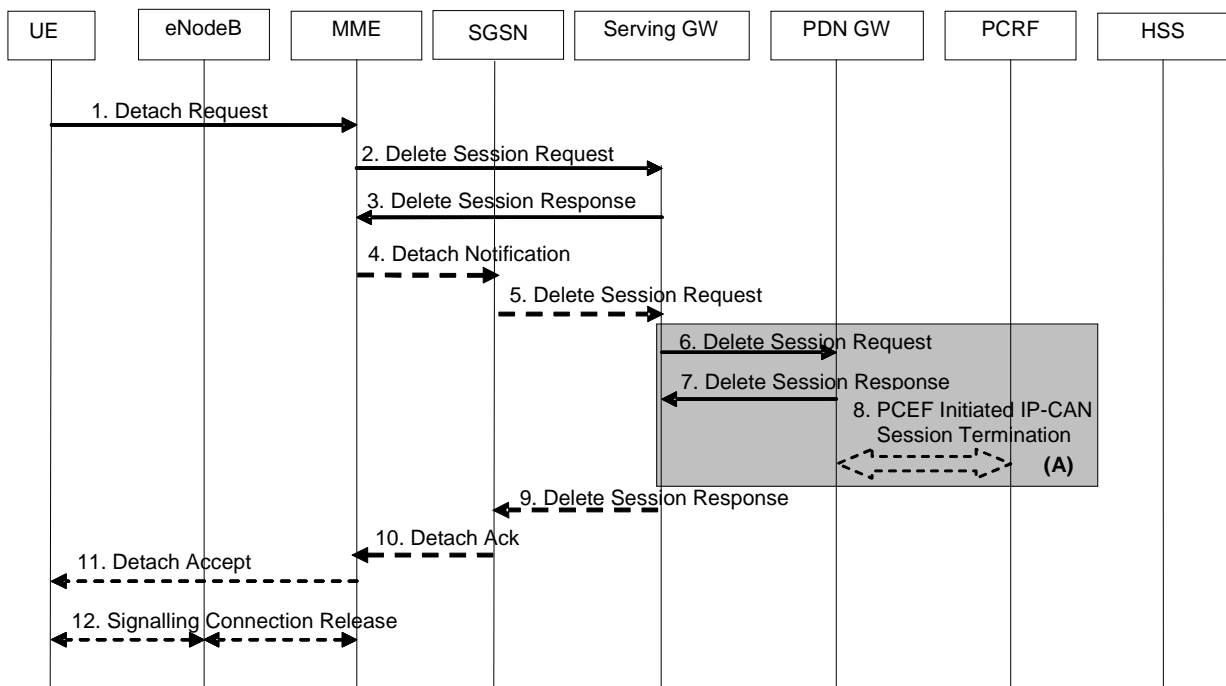 UE
eNodeB
MME
SGSN
Serving GW
PDN GW
PCRF
HSS
1. Detach Request
2. Delete Session Request
3. Delete Session Response
4. Detach Notification
5. Delete Session Request
6. Delete Session Request
7. Delete Session Response
8. PCEF Initiated IP-CAN
Session Termination
(A)
9. Delete Session Response
10. Detach Ack
11. Detach Accept
12. Signalling Connection Release